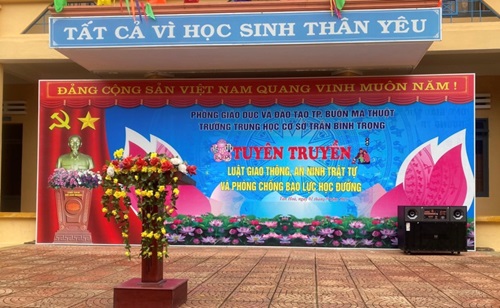 TẤT CẢ VÌ HỌC SINH THÂN YÊU
ĐẢNG CỘNG SẢN VIỆT NAM QUANG VINH MUÔN NĂM !
PHÒNG GIÁO DỤC VÀ ĐÀO TẠO TP. BUÔN MA THUỘT
TRƯỜNG TRUNG HỌC CƠ SỞ TRẦN BÌNH TRỌNG
TUYÊN TRUYỀN
LUẬT GIAO THÔNG, AN NINH TRẬT TỰ
VÀ PHÒNG CHỐNG BẠO LỰC HỌC ĐƯỜNG